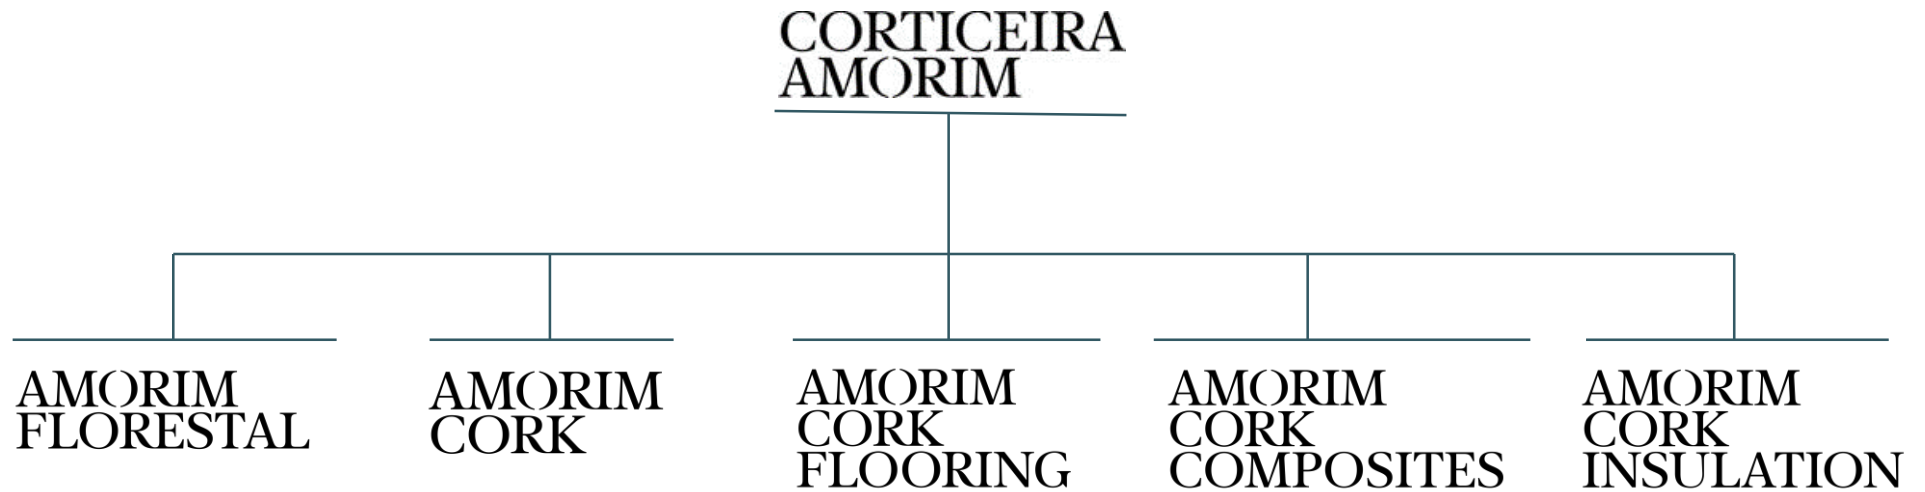 CORTICEIRA
AMORIM
AMORIM
FLORESTAL
AMORIM
CORK
AMORIM
CORK
FLOORING
AMORIM
CORK
COMPOSITES
AMORIM
CORK
INSULATION